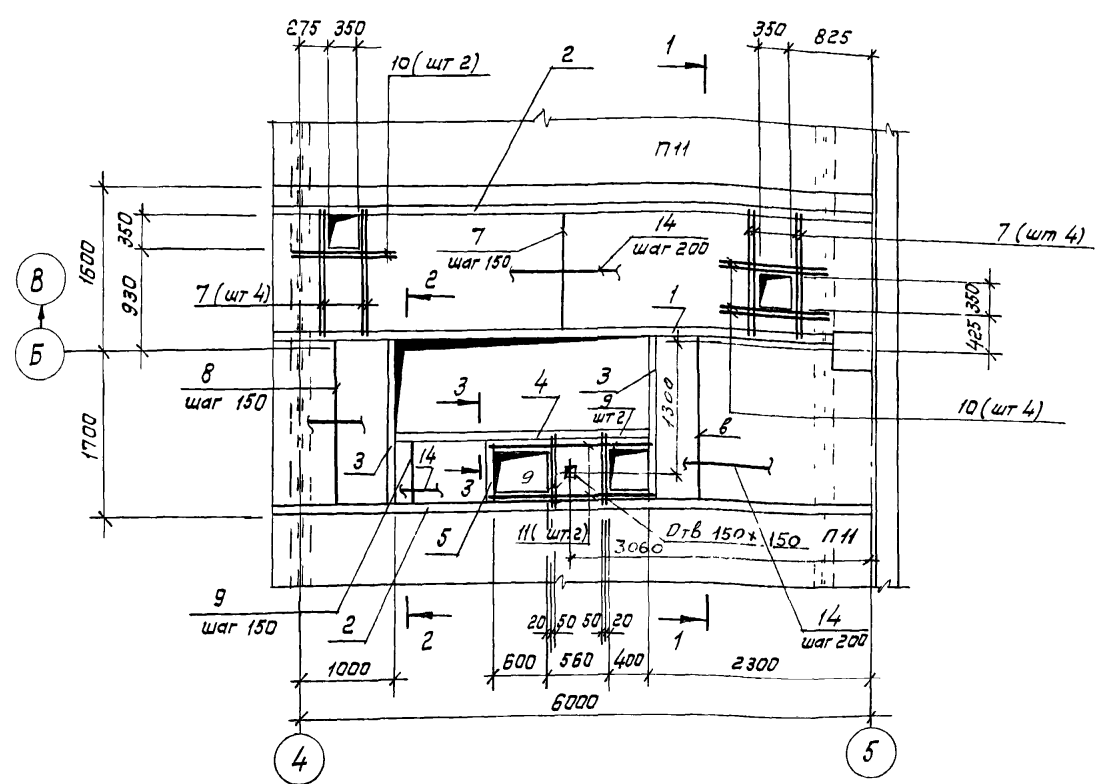 275 350
10 ( шт 2)
2
1
350 825
П11
1600
350
930
7
шаг 150
14
шаг 200
7 (шт 4)
7 (шт 4)
2
1
350
425
В
Б
8
шаг 150
3
4
3
9
шт 2
1300
10 (шт 4)
1700
3
14
3
9
в
5
11 ( шт.2)
Отв 150х150
3060
П11
9
шаг 150
2
2
20 50 50 20
1
14
шаг 200
1000
600 560 400 2300
6000
4
5